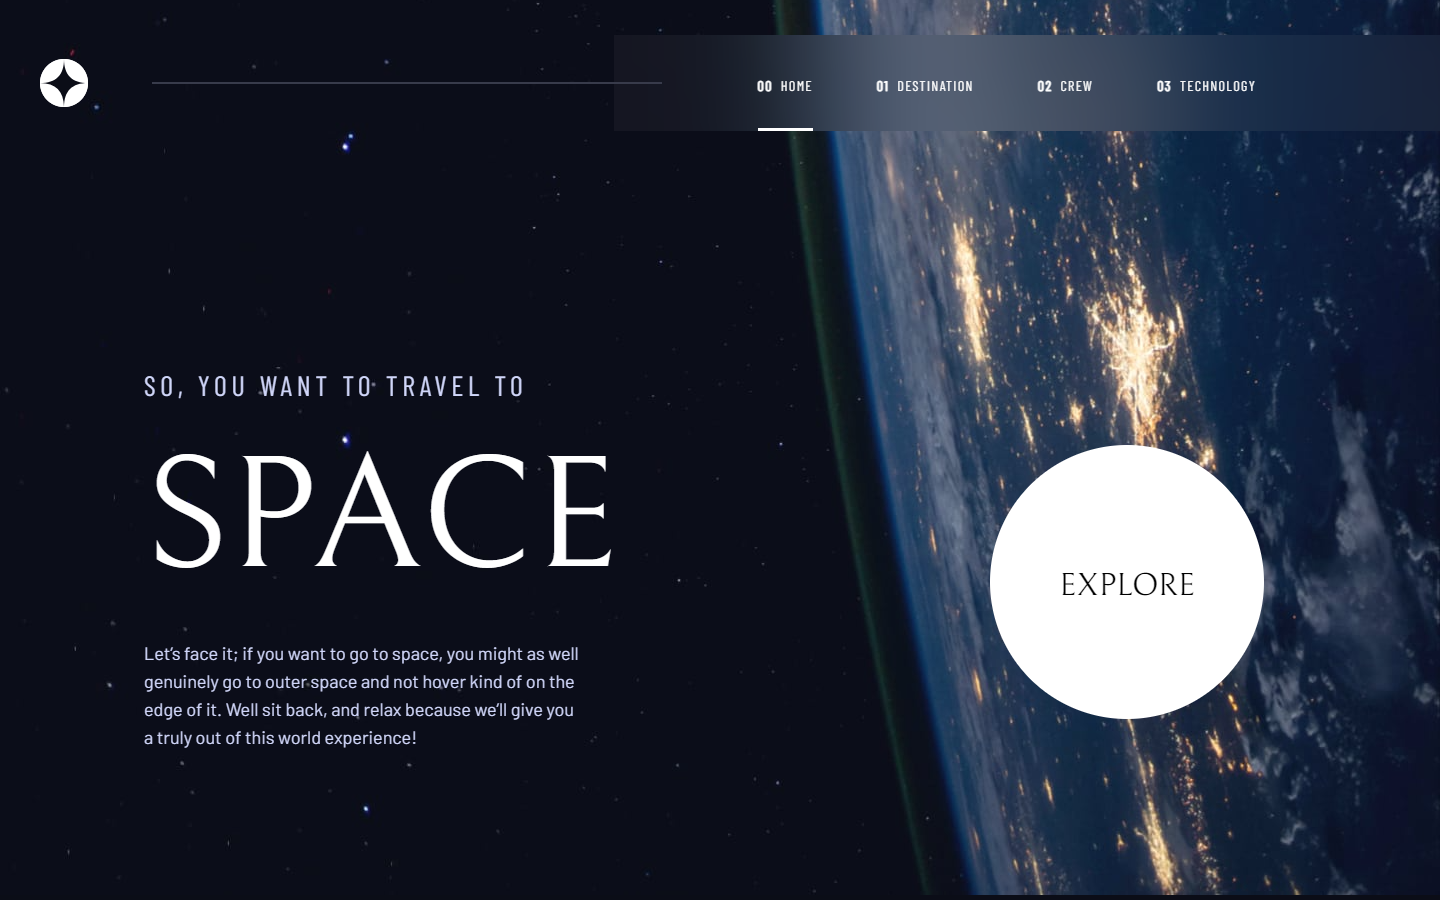 00 HOME 01 DESTINATION 02 CREW 03 TECHNOLOGY
SO, YOU WANT TO TRAVEL TO
SPACE
Let’s face it; if you want to go to space, you might as well
genuinely go to outer space and not hover kind of on the
edge of it. Well sit back, and relax because we’ll give you
a truly out of this world experience!
EXPLORE